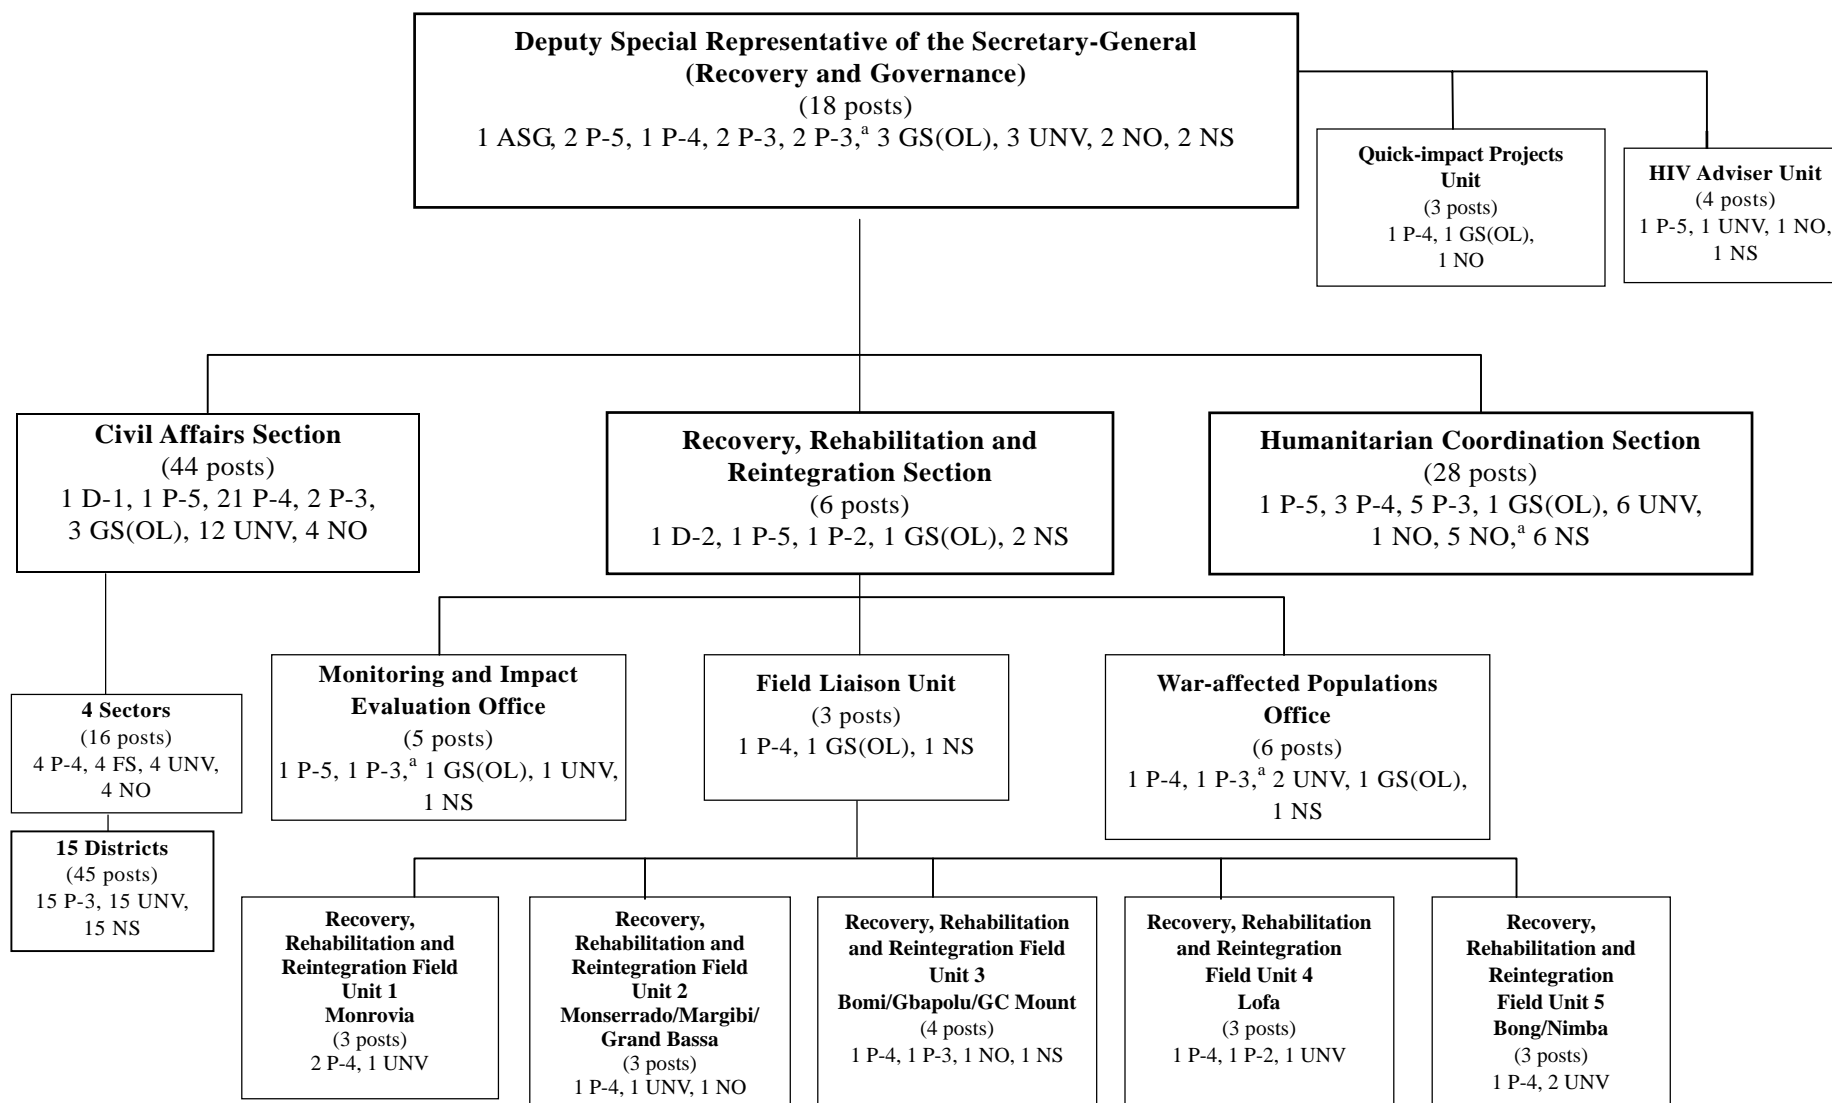 Deputy Special Representative of the Secretary-General
(Recovery and Governance)
(18 posts)
1 ASG, 2 P-5, 1 P-4, 2 P-3, 2 P-3,a 3 GS(OL), 3 UNV, 2 NO, 2 NS
Quick-impact Projects
Unit
(3 posts)
1 P-4, 1 GS(OL),
1 NO
HIV Adviser Unit
(4 posts)
1 P-5, 1 UNV, 1 NO,
1 NS
Civil Affairs Section
(44 posts)
1 D-1, 1 P-5, 21 P-4, 2 P-3,
3 GS(OL), 12 UNV, 4 NO
Recovery, Rehabilitation and
Reintegration Section
(6 posts)
1 D-2, 1 P-5, 1 P-2, 1 GS(OL), 2 NS
Humanitarian Coordination Section
(28 posts)
1 P-5, 3 P-4, 5 P-3, 1 GS(OL), 6 UNV,
1 NO, 5 NO,a 6 NS
4 Sectors
(16 posts)
4 P-4, 4 FS, 4 UNV,
4 NO
15 Districts
(45 posts)
15 P-3, 15 UNV,
15 NS
Monitoring and Impact
Evaluation Office
(5 posts)
1 P-5, 1 P-3,a 1 GS(OL), 1 UNV,
1 NS
Field Liaison Unit
(3 posts)
1 P-4, 1 GS(OL), 1 NS
War-affected Populations
Office
(6 posts)
1 P-4, 1 P-3,a 2 UNV, 1 GS(OL),
1 NS
Recovery,
Rehabilitation and
Reintegration Field
Unit 1
Monrovia
(3 posts)
2 P-4, 1 UNV
Recovery,
Rehabilitation and
Reintegration Field
Unit 2
Monserrado/Margibi/
Grand Bassa
(3 posts)
1 P-4, 1 UNV, 1 NO
Recovery, Rehabilitation
and Reintegration Field
Unit 3
Bomi/Gbapolu/GC Mount
(4 posts)
1 P-4, 1 P-3, 1 NO, 1 NS
Recovery, Rehabilitation
and Reintegration
Field Unit 4
Lofa
(3 posts)
1 P-4, 1 P-2, 1 UNV
Recovery,
Rehabilitation and
Reintegration
Field Unit 5
Bong/Nimba
(3 posts)
1 P-4, 2 UNV